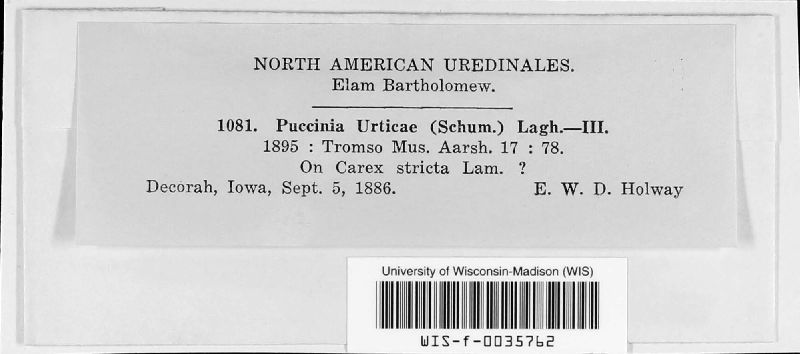 NORTH AMERICAN UREDINALES.
Elam Bartholomew.
1081. Puccinia Urticae (Schum.) Lagh.—III.
1895 : Tromso Mus. Aarsh. 17 : 78.
On Carex stricta Lam. ?
Decorah, Iowa, Sept. 5, 1886. E. W. D. Holway
University of Wisconsin-Madison (WIS)
WIS-f-0035762